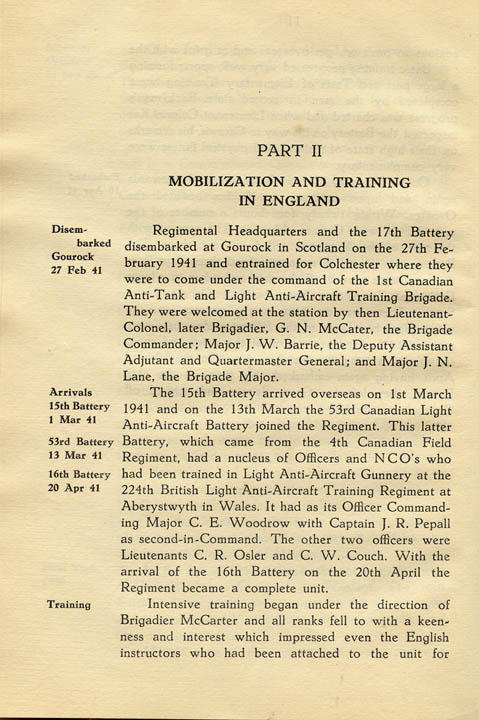 PART II
MOBILIZATION AND TRAINING
IN ENGLAND
Disem-
barked
Gourock
27 Feb 41
Regimental Headquarters and the 17th Battery
disembarked at Gourock in Scotland on the 27th Fe-
bruary 1941 and entrained for Colchester where they
were to come under the command of the 1st Canadian
Anti-Tank and Light Anti-Aircraft Training Brigade.
They were welcomed at the station by then Lieutenant-
Colonel, later Brigadier, G. N. McCater, the Brigade
Commander; Major J. W. Barrie, the Deputy Assistant
Adjutant and Quartermaster General; and Major J. N.
Lane, the Brigade Major.
Arrivals
15th Battery
1 Mar 41
53rd Battery
13 Mar 41
16th Battery
20 Apr 41
The 15th Battery arrived overseas on 1st March
1941 and on the 13th March the 53rd Canadian Light
Anti-Aircraft Battery joined the Regiment. This latter
Battery, which came from the 4th Canadian Field
Regiment, had a nucleus of Officers and NCO's who
had been trained in Light Anti-Aircraft Gunnery at the
224th British Light Anti-Aircraft Training Regiment at
Aberystwyth in Wales. It had as its Officer Command-
ing Major C. E. Woodrow with Captain J. R. Pepall
as second-in-Command. The other two officers were
Lieutenants C. R. Osler and C. W. Couch. With the
arrival of the 16th Battery on the 20th April the
Regiment became a complete unit.
Training
Intensive training began under the direction of
Brigadier McCarter and all ranks fell to with a keen-
ness and interest which impressed even the English
instructors who had been attached to the unit for